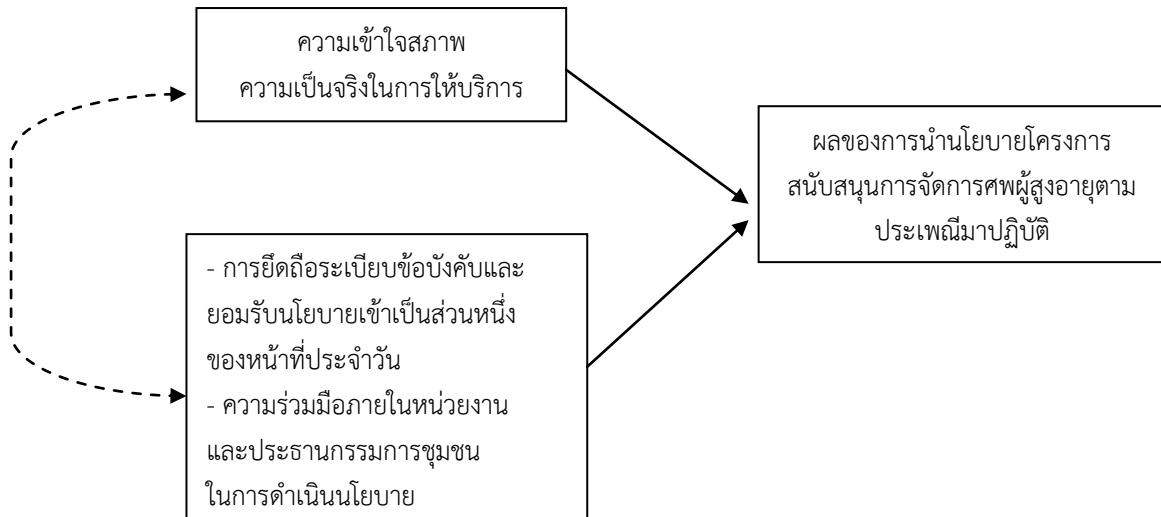 ความเข้าใจสภาพ
ความเป็นจริงในการให้บริการ
ผลของการนำนโยบายโครงการ
สนับสนุนการจัดการศพผู้สูงอายุตาม
ประเพณีมาปฏิบัติ
- การยึดถือระเบียบข้อบังคับและ
ยอมรับนโยบายเข้าเป็นส่วนหนึ่ง
ของหน้าที่ประจำวัน
- ความร่วมมือภายในหน่วยงาน
และประธานกรรมการชุมชน
ในการดำเนินนโยบาย